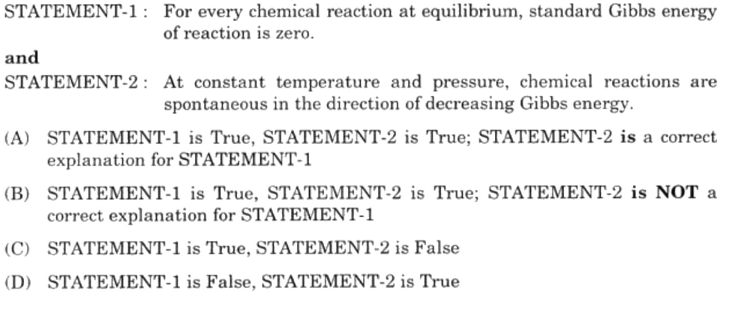 STATEMENT-1 : For every chemical reaction at equilibrium, standard Gibbs energy
of reaction is zero.
and
STATEMENT-2 : At constant temperature and pressure, chemical reactions are
spontaneous in the direction of decreasing Gibbs energy.
(A) STATEMENT-1 is True, STATEMENT-2 is True; STATEMENT-2 is a correct
explanation for STATEMENT-1
(B) STATEMENT-1 is True, STATEMENT-2 is True; STATEMENT-2 is NOT a
correct explanation for STATEMENT-1
(C) STATEMENT-1 is True, STATEMENT-2 is False
(D) STATEMENT-1 is False, STATEMENT-2 is True